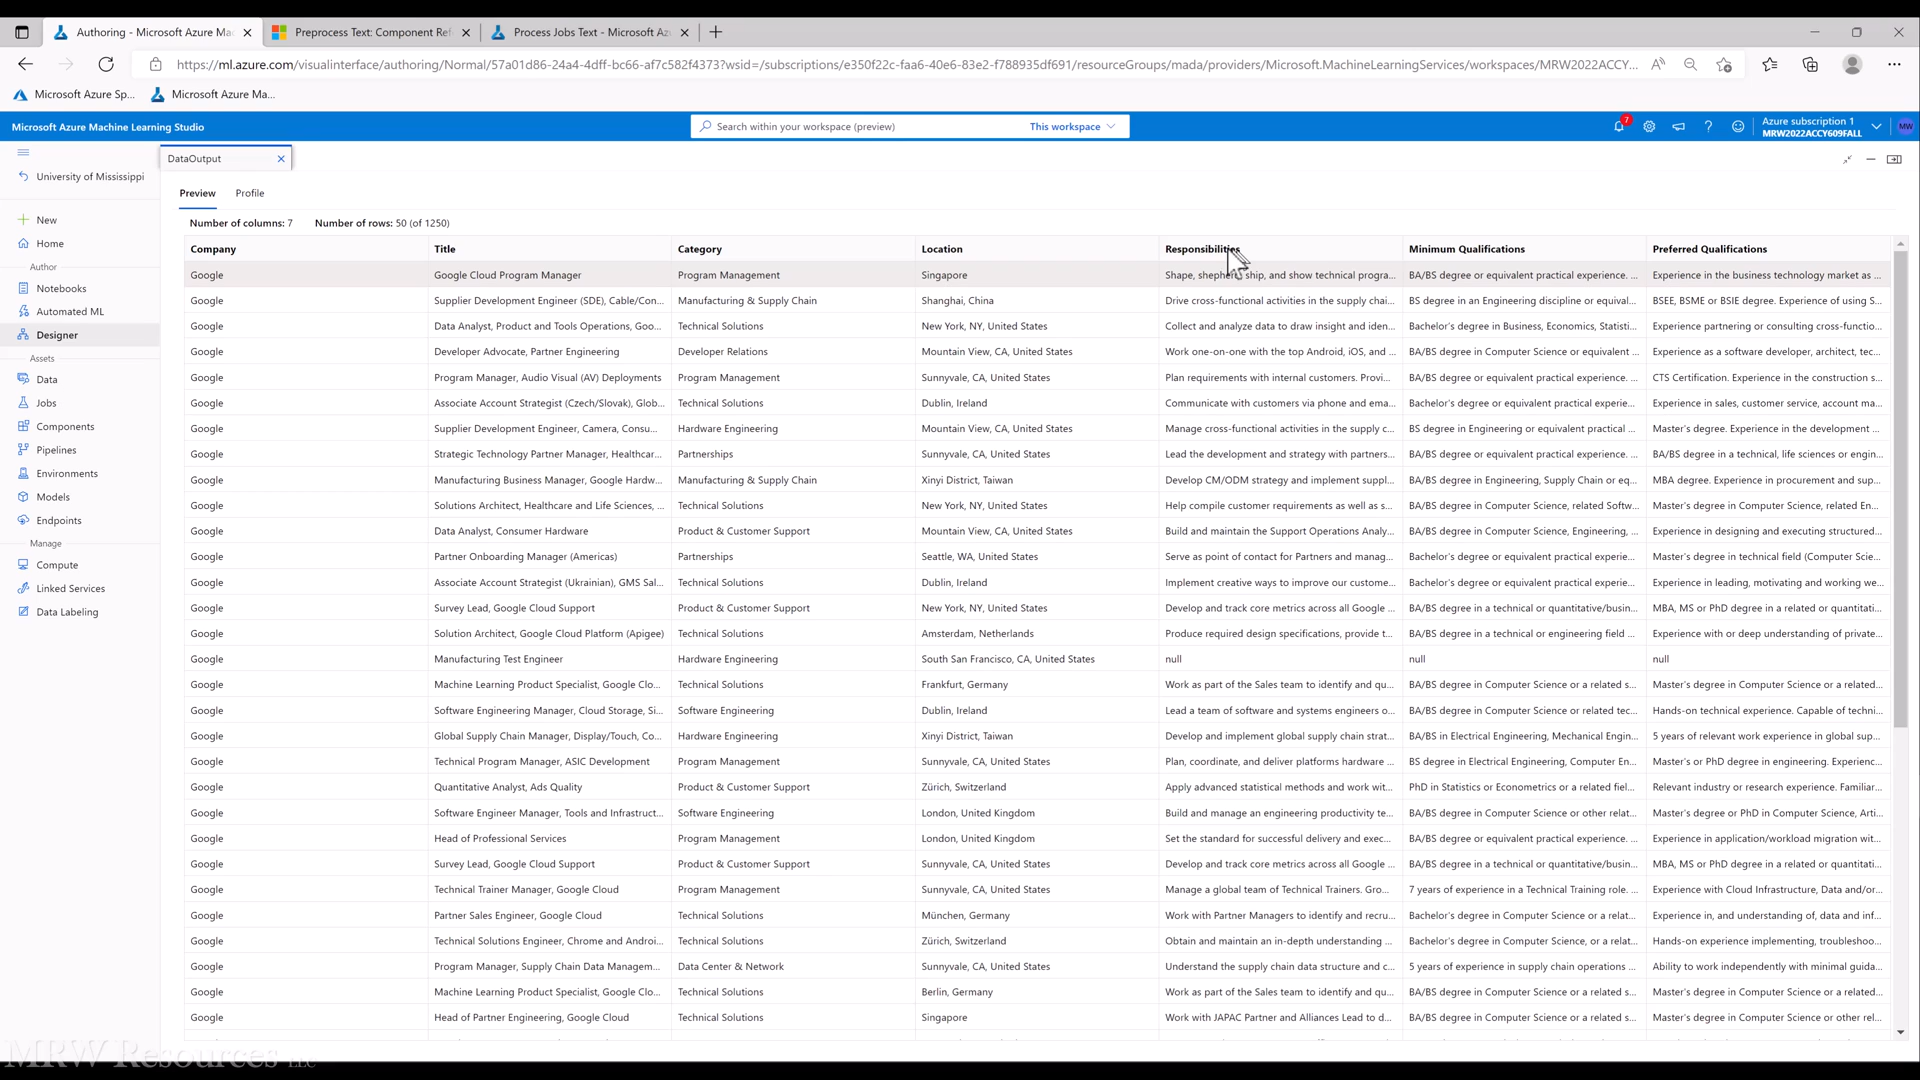 Authoring - Microsoft Azure Ma
Preprocess Text: Component Ref
Process Jobs Text - Microsoft Az
https://ml.azure.com/visualinterface/authoring/Normal/57a01d86-24a4-4dff-bc66-af7c582f4373?wsid=/subscriptions/e350f22c-faa6-40e6-83e2-f788935df691/resourceGroups/mada/providers/Microsoft.MachineLearningServices/workspaces/MRW2022ACCY...
Microsoft Azure Sp...
Microsoft Azure Ma...
Microsoft Azure Machine Learning Studio
Search within your workspace (preview)
This workspace
7
Azure subscription 1
MRW2022ACCY609FALL
MW
DataOutput
University of Mississippi
New
Home
Author
Notebooks
Automated ML
Designer
Assets
Data
Jobs
Components
Pipelines
Environments
Models
Endpoints
Manage
Compute
Linked Services
Data Labeling
Preview Profile
Number of columns: 7 Number of rows: 50 (of 1250)
Company Title Category Location Responsibilities Minimum Qualifications Preferred Qualifications
Google Google Cloud Program Manager Program Management Singapore Shape, shepherd, ship, and show technical progra... BA/BS degree or equivalent practical experience. ... Experience in the business technology market as ...
Google Supplier Development Engineer (SDE), Cable/Con... Manufacturing & Supply Chain Shanghai, China Drive cross-functional activities in the supply chai... BS degree in an Engineering discipline or equival... BSEE, BSME or BSIE degree. Experience of using S...
Google Data Analyst, Product and Tools Operations, Goo... Technical Solutions New York, NY, United States Collect and analyze data to draw insight and iden... Bachelor's degree in Business, Economics, Statisti... Experience partnering or consulting cross-functio...
Google Developer Advocate, Partner Engineering Developer Relations Mountain View, CA, United States Work one-on-one with the top Android, iOS, and ... BA/BS degree in Computer Science or equivalent ... Experience as a software developer, architect, tec...
Google Program Manager, Audio Visual (AV) Deployments Program Management Sunnyvale, CA, United States Plan requirements with internal customers. Provi... BA/BS degree or equivalent practical experience. ... CTS Certification. Experience in the construction s...
Google Associate Account Strategist (Czech/Slovak), Glob... Technical Solutions Dublin, Ireland Communicate with customers via phone and ema... Bachelor's degree or equivalent practical experie... Experience in sales, customer service, account ma...
Google Supplier Development Engineer, Camera, Consu... Hardware Engineering Mountain View, CA, United States Manage cross-functional activities in the supply c... BS degree in Engineering or equivalent practical ... Master's degree. Experience in the development ...
Google Strategic Technology Partner Manager, Healthcar... Partnerships Sunnyvale, CA, United States Lead the development and strategy with partners... BA/BS degree or equivalent practical experience. ... BA/BS degree in a technical, life sciences or engin...
Google Manufacturing Business Manager, Google Hardw... Manufacturing & Supply Chain Xinyi District, Taiwan Develop CM/ODM strategy and implement suppl... BA/BS degree in Engineering, Supply Chain or eq... MBA degree. Experience in procurement and sup...
Google Solutions Architect, Healthcare and Life Sciences, ... Technical Solutions New York, NY, United States Help compile customer requirements as well as s... BA/BS degree in Computer Science, related Softw... Master's degree in Computer Science, related En...
Google Data Analyst, Consumer Hardware Product & Customer Support Mountain View, CA, United States Build and maintain the Support Operations Analy... BA/BS degree in Computer Science, Engineering, ... Experience in designing and executing structured...
Google Partner Onboarding Manager (Americas) Partnerships Seattle, WA, United States Serve as point of contact for Partners and manag... Bachelor's degree or equivalent practical experie... Master's degree in technical field (Computer Scie...
Google Associate Account Strategist (Ukrainian), GMS Sal... Technical Solutions Dublin, Ireland Implement creative ways to improve our custome... Bachelor's degree or equivalent practical experie... Experience in leading, motivating and working we...
Google Survey Lead, Google Cloud Support Product & Customer Support New York, NY, United States Develop and track core metrics across all Google ... BA/BS degree in a technical or quantitative/busin... MBA, MS or PhD degree in a related or quantitati...
Google Solution Architect, Google Cloud Platform (Apigee) Technical Solutions Amsterdam, Netherlands Produce required design specifications, provide t... BA/BS degree in a technical or engineering field ... Experience with or deep understanding of private...
Google Manufacturing Test Engineer Hardware Engineering South San Francisco, CA, United States null null null
Google Machine Learning Product Specialist, Google Clo... Technical Solutions Frankfurt, Germany Work as part of the Sales team to identify and qu... BA/BS degree in Computer Science or a related s... Master's degree in Computer Science or a related...
Google Software Engineering Manager, Cloud Storage, Si... Software Engineering Dublin, Ireland Lead a team of software and systems engineers o... BA/BS degree in Computer Science or related tec... Hands-on technical experience. Capable of techni...
Google Global Supply Chain Manager, Display/Touch, Co... Hardware Engineering Xinyi District, Taiwan Develop and implement global supply chain strat... BA/BS in Electrical Engineering, Mechanical Engin... 5 years of relevant work experience in global sup...
Google Technical Program Manager, ASIC Development Program Management Sunnyvale, CA, United States Plan, coordinate, and deliver platforms hardware ... BS degree in Electrical Engineering, Computer En... Master's or PhD degree in engineering. Experienc...
Google Quantitative Analyst, Ads Quality Product & Customer Support Zürich, Switzerland Apply advanced statistical methods and work wit... PhD in Statistics or Econometrics or a related fiel... Relevant industry or research experience. Familiar...
Google Software Engineer Manager, Tools and Infrastruct... Software Engineering London, United Kingdom Build and manage an engineering productivity te... BA/BS degree in Computer Science or other relat... Master's degree or PhD in Computer Science, Arti...
Google Head of Professional Services Program Management London, United Kingdom Set the standard for successful delivery and exec... BA/BS degree or equivalent practical experience. ... Experience in application/workload migration wit...
Google Survey Lead, Google Cloud Support Product & Customer Support Sunnyvale, CA, United States Develop and track core metrics across all Google ... BA/BS degree in a technical or quantitative/busin... MBA, MS or PhD degree in a related or quantitati...
Google Technical Trainer Manager, Google Cloud Program Management Sunnyvale, CA, United States Manage a global team of Technical Trainers. Gro... 7 years of experience in a Technical Training role. ... Experience with Cloud Infrastructure, Data and/or...
Google Partner Sales Engineer, Google Cloud Technical Solutions München, Germany Work with Partner Managers to identify and recru... Bachelor's degree in Computer Science or a relat... Experience in, and understanding of, data and inf...
Google Technical Solutions Engineer, Chrome and Androi... Technical Solutions Zürich, Switzerland Obtain and maintain an in-depth understanding ... Bachelor's degree in Computer Science, or a relat... Hands-on experience implementing, troubleshoo...
Google Program Manager, Supply Chain Data Managem... Data Center & Network Sunnyvale, CA, United States Understand the supply chain data structure and c... 5 years of experience in supply chain operations ... Ability to work independently with minimal guida...
Google Machine Learning Product Specialist, Google Clo... Technical Solutions Berlin, Germany Work as part of the Sales team to identify and qu... BA/BS degree in Computer Science or a related s... Master's degree in Computer Science or a related...
Google Head of Partner Engineering, Google Cloud Technical Solutions Singapore Work with JAPAC Partner and Alliances Lead to d... BA/BS degree in Computer Science or a related s... Master's degree in Computer Science or other rel...
MRW Resources LLC